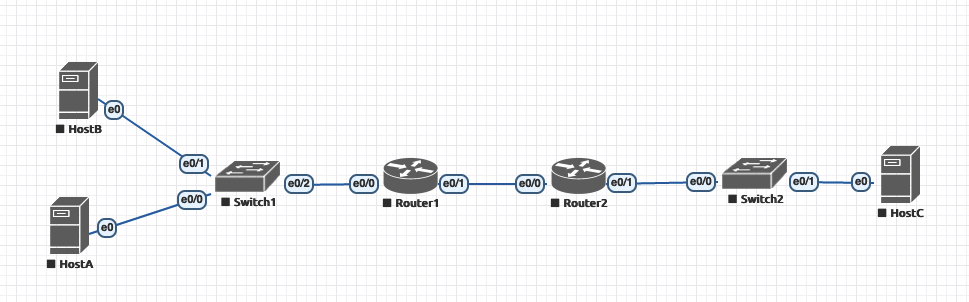 HostB
e0
e0/1
e0/0
e0
HostA
Switch1
e0/2
e0/0
Router1
e0/1
e0/0
Router2
e0/1
e0/0
Switch2
e0/1
e0
HostC